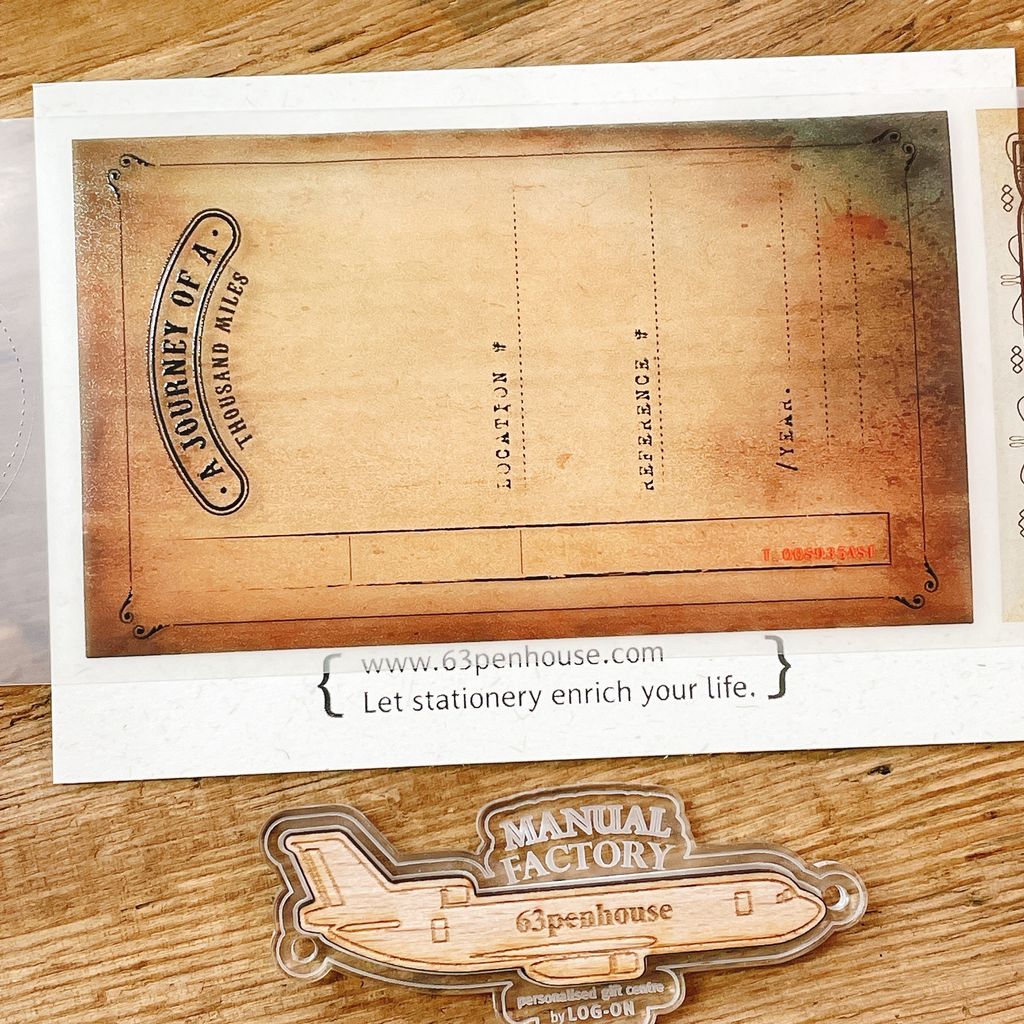 · A JOURNEY OF A ·
THOUSAND MILES
LOCATION #
REFERENCE #
/YEAR.
www.63penhouse.com
Let stationery enrich your life.
MANUAL
FACTORY
63penhouse
personalised gift centre
by LOG-ON